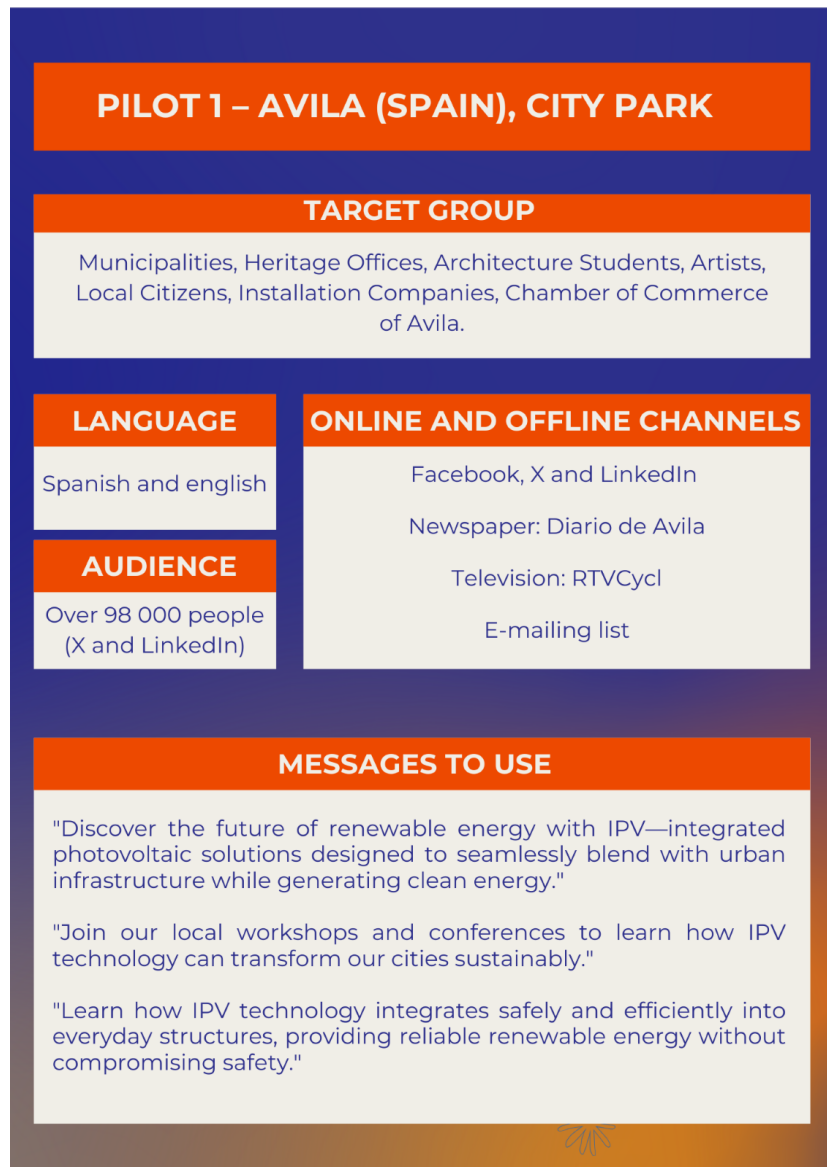 PILOT 1 – AVILA (SPAIN), CITY PARK
TARGET GROUP
Municipalities, Heritage Offices, Architecture Students, Artists,
Local Citizens, Installation Companies, Chamber of Commerce
of Avila.
LANGUAGE
Spanish and english
AUDIENCE
Over 98 000 people
(X and LinkedIn)
ONLINE AND OFFLINE CHANNELS
Facebook, X and LinkedIn
Newspaper: Diario de Avila
Television: RTVCycl
E-mailing list
MESSAGES TO USE
"Discover the future of renewable energy with IPV—integrated
photovoltaic solutions designed to seamlessly blend with urban
infrastructure while generating clean energy."
"Join our local workshops and conferences to learn how IPV
technology can transform our cities sustainably."
"Learn how IPV technology integrates safely and efficiently into
everyday structures, providing reliable renewable energy without
compromising safety."